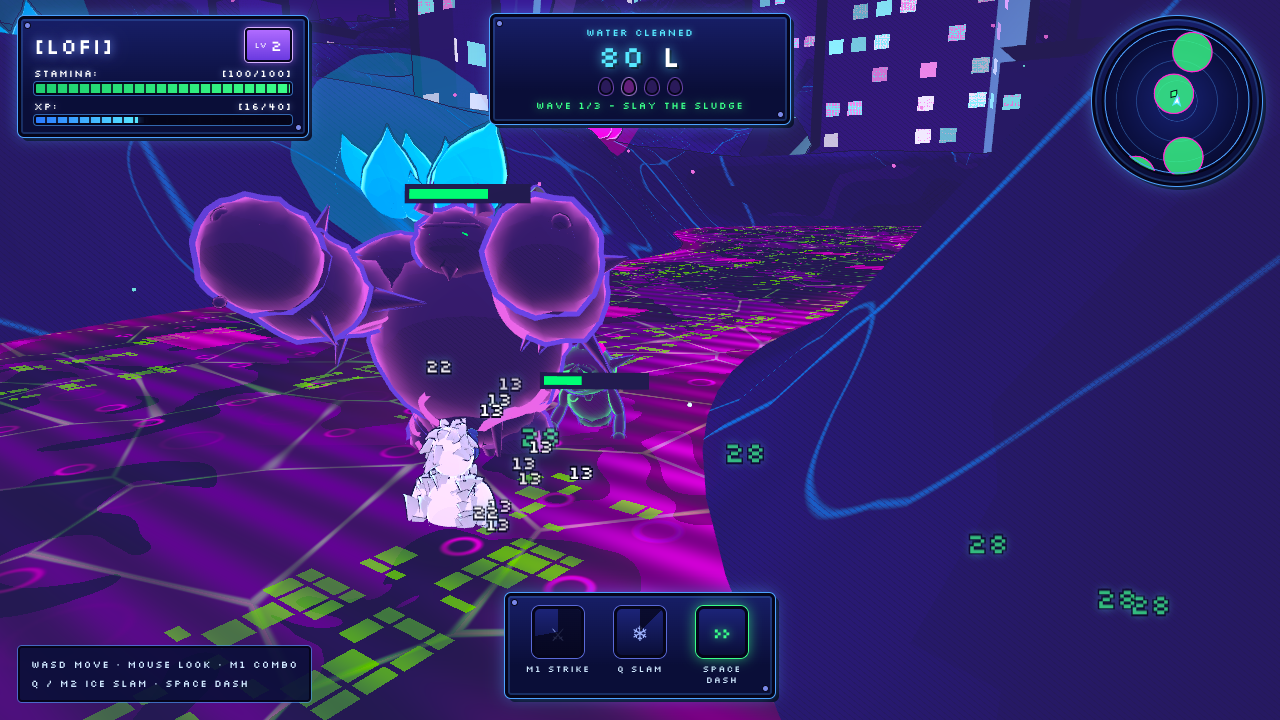 [LOFI]
LV 2
STAMINA: [100/100]
XP: [16/40]
WATER CLEANED
80 L
WAVE 1/3 - SLAY THE SLUDGE
22
13
13
13
28
13
13
13
13
28
13
22
13
28
28
28
M1 STRIKE
Q SLAM
SPACE DASH
WASD MOVE · MOUSE LOOK · M1 COMBO
Q / M2 ICE SLAM · SPACE DASH